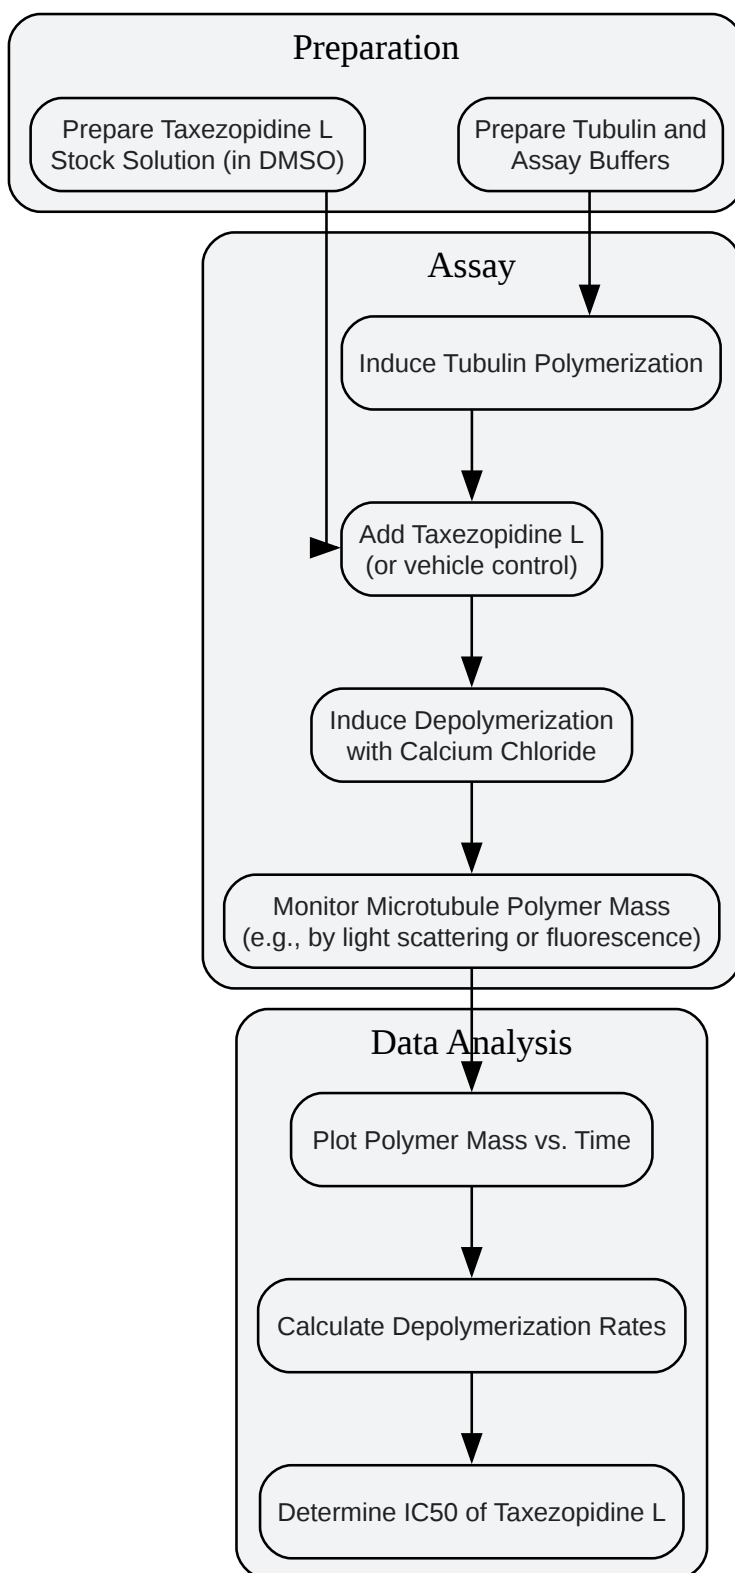 Preparation
Prepare Taxezopidine L
Stock Solution (in DMSO)
Prepare Tubulin and
Assay Buffers
Assay
Induce Tubulin Polymerization
Add Taxezopidine L
(or vehicle control)
Induce Depolymerization
with Calcium Chloride
Monitor Microtubule Polymer Mass
(e.g., by light scattering or fluorescence)
Data Analysis
Plot Polymer Mass vs. Time
Calculate Depolymerization Rates
Determine IC50 of Taxezopidine L